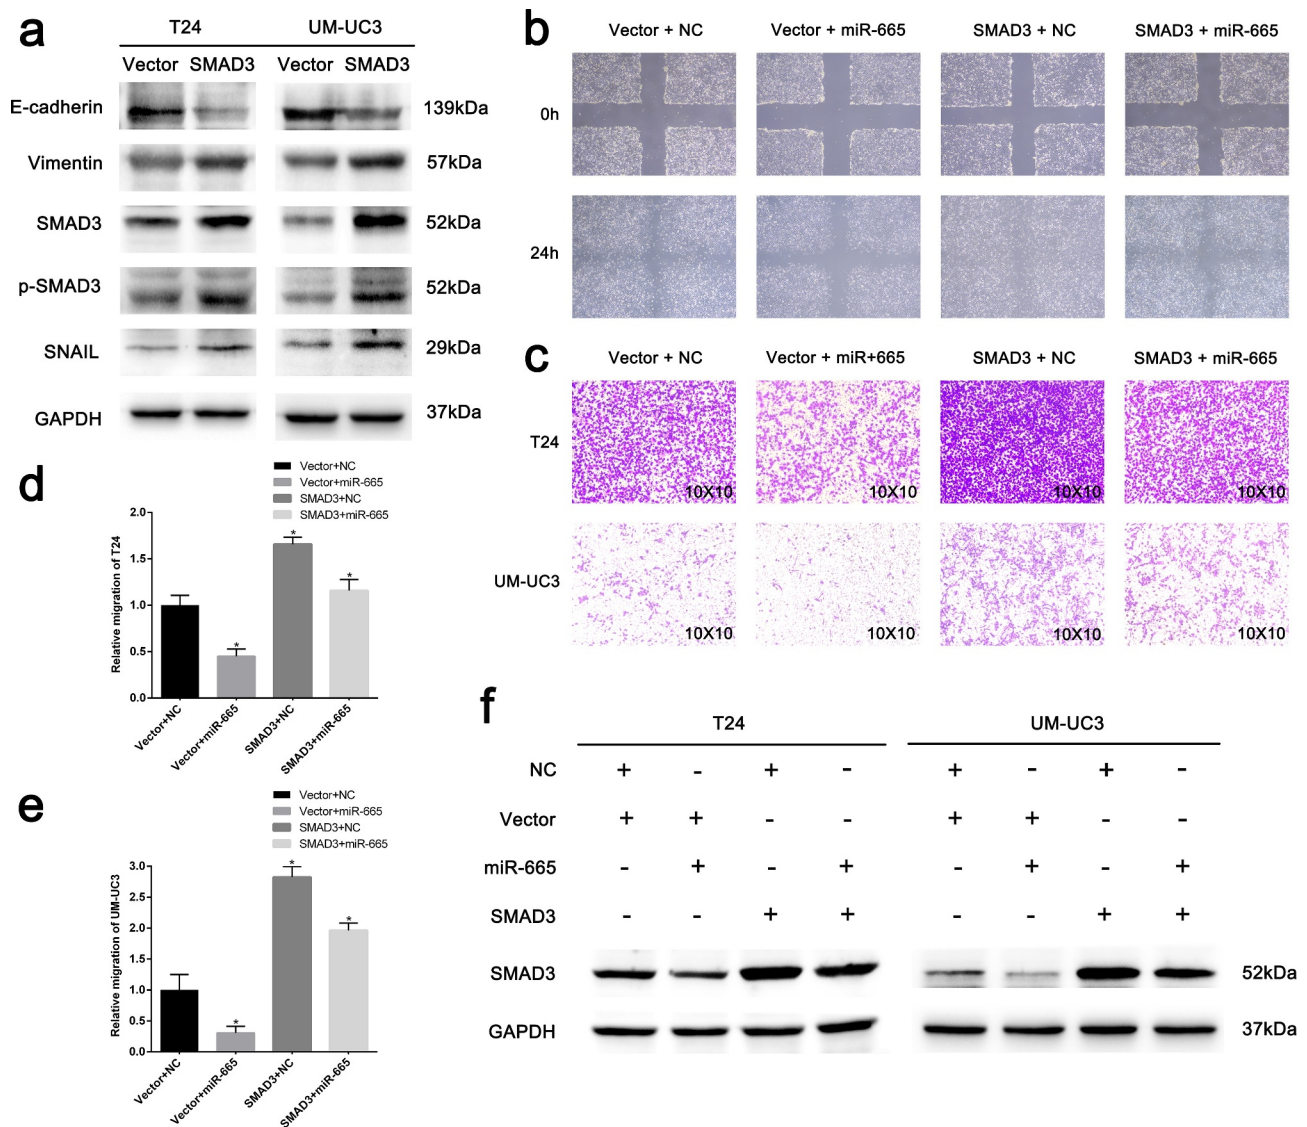 a
T24 UM-UC3
Vector SMAD3 Vector SMAD3
E-cadherin 139kDa
Vimentin 57kDa
SMAD3 52kDa
p-SMAD3 52kDa
SNAIL 29kDa
GAPDH 37kDa
b
Vector + NC Vector + miR-665 SMAD3 + NC SMAD3 + miR-665
0h
24h
c
Vector + NC Vector + miR+665 SMAD3 + NC SMAD3 + miR-665
T24
10X10 10X10 10X10 10X10
UM-UC3
10X10 10X10 10X10 10X10
d
Vector+NC
Vector+miR-665
SMAD3+NC
SMAD3+miR-665
Relative migration of T24
2.0
1.5
1.0
0.5
0.0
* * *
Vector+NC Vector+miR-665 SMAD3+NC SMAD3+miR-665
e
Vector+NC
Vector+miR-665
SMAD3+NC
SMAD3+miR-665
Relative migration of UM-UC3
3.0
2.5
2.0
1.5
1.0
0.5
0.0
* * *
Vector+NC Vector+miR-665 SMAD3+NC SMAD3+miR-665
f
T24 UM-UC3
NC + - + - + - + -
Vector + + - - + + - -
miR-665 - + - + - + - +
SMAD3 - - + + - - + +
SMAD3 52kDa
GAPDH 37kDa